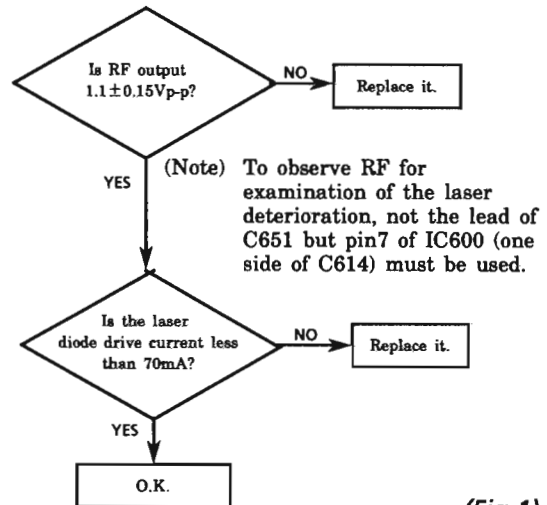 Is RF output
1.1±0.15Vp-p?
NO
Replace it.
YES
(Note) To observe RF for
examination of the laser
deterioration, not the lead of
C651 but pin7 of IC600 (one
side of C614) must be used.
Is the laser
diode drive current less
than 70mA?
NO
Replace it.
YES
O.K.
(Fig. 1)